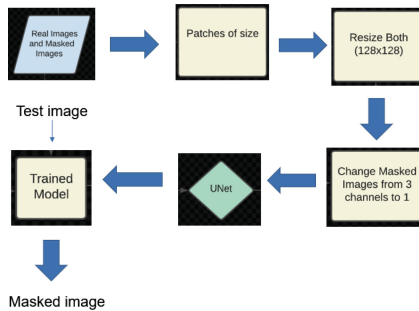 Real Images
and Masked
Images
Patches of size
Resize Both
(128x128)
Test image
Trained
Model
UNet
Change Masked
Images from 3
channels to 1
Masked image